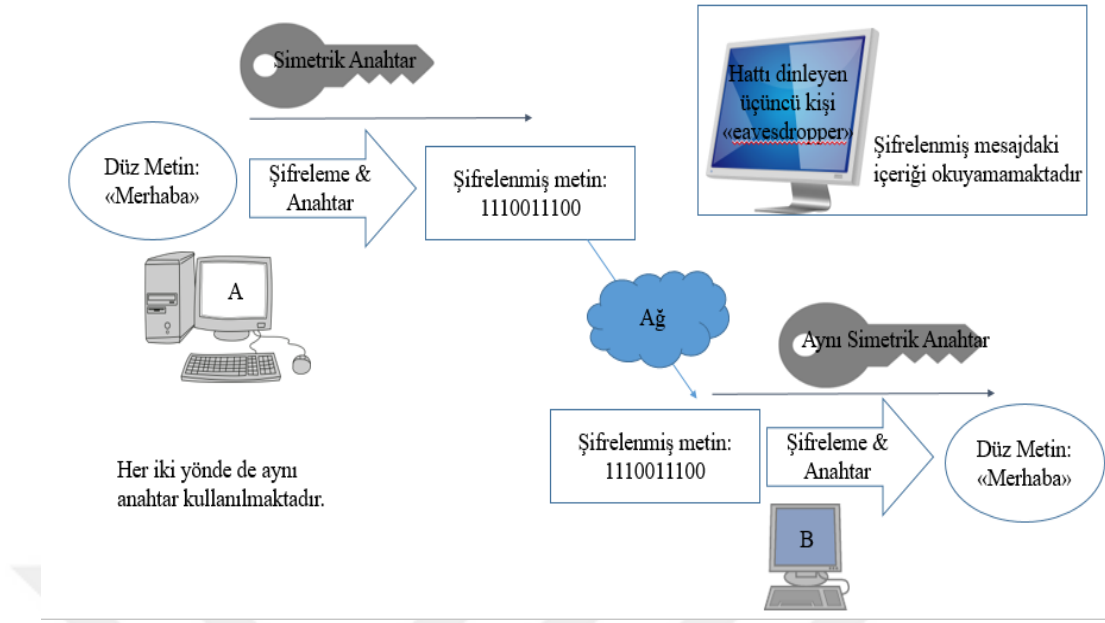 Simetrik Anahtar
Düz Metin:
«Merhaba»
Şifreleme &
Anahtar
Şifrelenmiş metin:
1110011100
Hattı dinleyen
üçüncü kişi
«eavesdropper»
Şifrelenmiş mesajdaki
içeriği okuyamamaktadır
A
Ağ
Aynı Simetrik Anahtar
Şifrelenmiş metin:
1110011100
Şifreleme &
Anahtar
Düz Metin:
«Merhaba»
B
Her iki yönde de aynı
anahtar kullanılmaktadır.